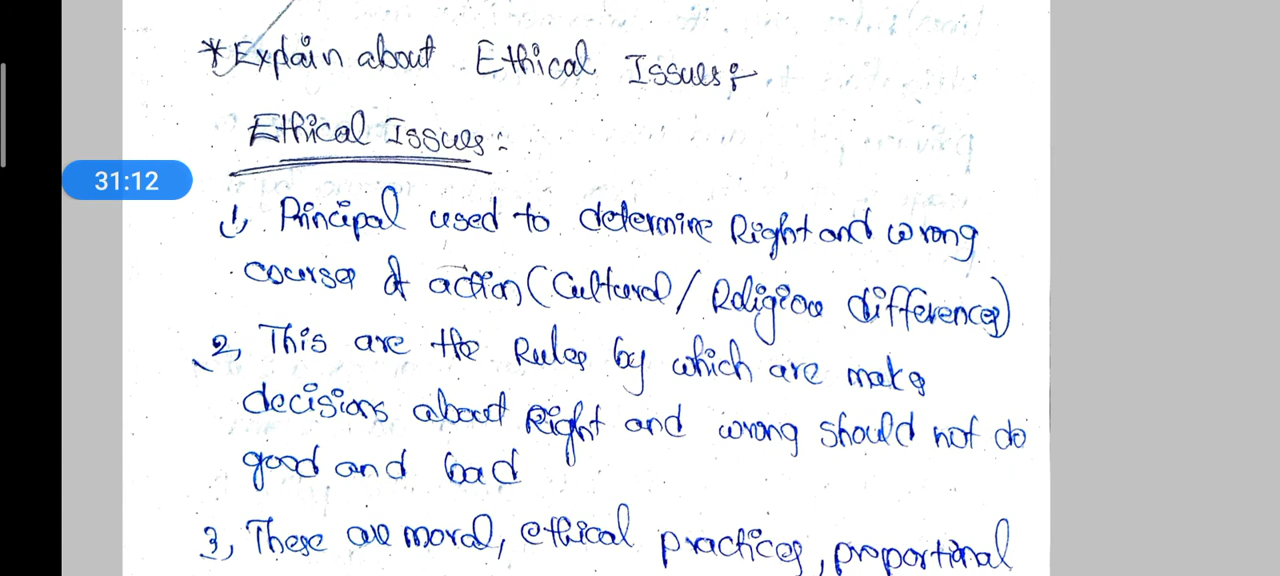 *Explain about Ethical Issues:
Ethical Issues:
31:12
1, Principal used to determine Right and wrong
course of action (Cultural / Religion differences)
2, This are the Rules by which are make
decisions about Right and wrong should not do
good and bad
3, These are moral, ethical practices, proportional